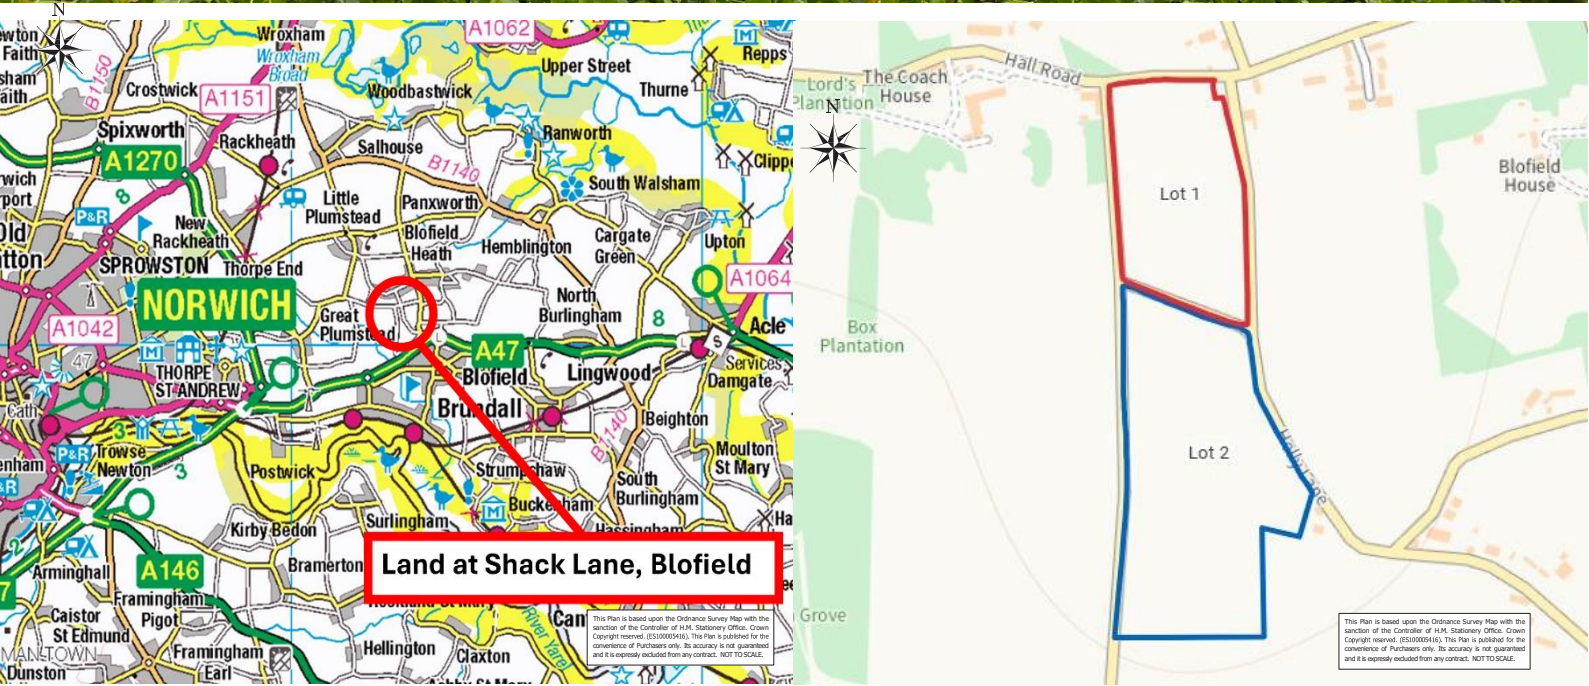 N
Wroxham
Wroxham
Broad
A1062
Repps
Upper Street
Thurne
B1150
Crostwick
A1151
Woodbastwick
Spixworth
A1270
Rackheath
Salhouse
Ranworth
B1140
South Walsham
8
Little
Plumstead
Panxworth
P&R
New
Rackheath
Blofield
Heath
Hemblington
Cargate
Green
Upton
SPROWSTON
Thorpe End
A1064
NORWICH
Great
Plumstead
North
Burlingham
8
Acle
A1042
A47
S
47
THORPE
ST ANDREW
Blofield
Lingwood
Services
Damgate
Cath
Brundall
B1140
Beighton
3
P&R
Trowse
Newton
3
Moulton
St Mary
Postwick
Strumpshaw
South
Burlingham
Buckenham
Kirby Bedon
Surlingham
Hassingham
2
Arminghall
A146
Bramerton
Land at Shack Lane, Blofield
Framingham
Pigot
Caistor
St Edmund
River Yare
Hellington
Claxton
Framingham
Earl
Dunston
This Plan is based upon the Ordnance Survey Map with the
sanction of the Controller of H.M. Stationery Office. Crown
Copyright reserved. (ES100005416). This Plan is published for the
convenience of Purchasers only. Its accuracy is not guaranteed
and it is expressly excluded from any contract. NOT TO SCALE.
N
Lord's
Plantation
The Coach
House
Hall Road
Lot 1
Blofield
House
Box
Plantation
Lot 2
Grove
This Plan is based upon the Ordnance Survey Map with the
sanction of the Controller of H.M. Stationery Office. Crown
Copyright reserved. (ES100005416). This Plan is published for the
convenience of Purchasers only. Its accuracy is not guaranteed
and it is expressly excluded from any contract. NOT TO SCALE.